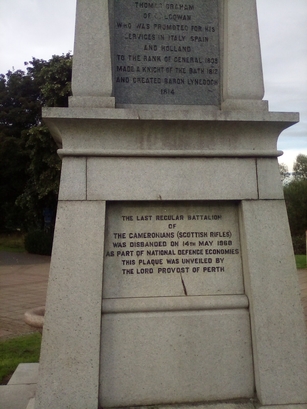 THOMAS GRAHAM
OF BALGOWAN
WHO WAS PROMOTED FOR HIS
SERVICES IN ITALY SPAIN
AND HOLLAND
TO THE RANK OF GENERAL 1809
MADE A KNIGHT OF THE BATH 1812
AND CREATED BARON LYNEDOCH
1814
THE LAST REGULAR BATTALION
OF
THE CAMERONIANS (SCOTTISH RIFLES)
WAS DISBANDED ON 14TH MAY 1968
AS PART OF NATIONAL DEFENCE ECONOMIES
THIS PLAQUE WAS UNVEILED BY
THE LORD PROVOST OF PERTH